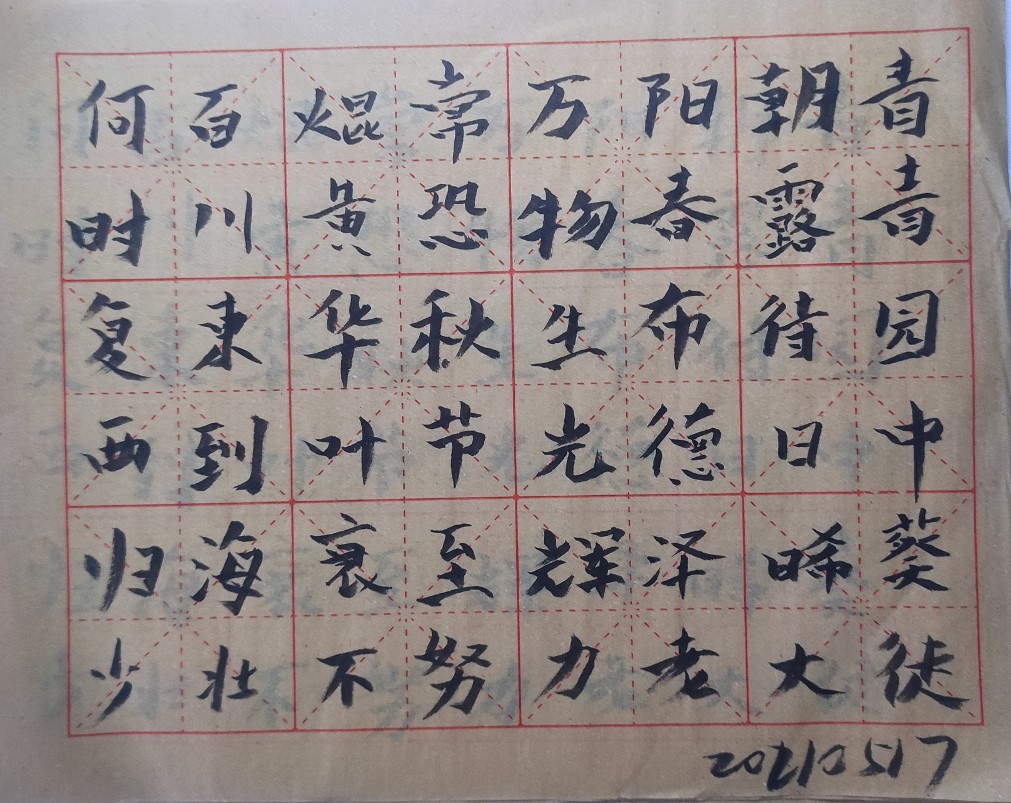 青青园中葵
朝露待日晞
阳春布德泽
万物生光辉
常恐秋节至
焜黄华叶衰
百川東到海
何时复西归
少壮不努力老大徒
20210517